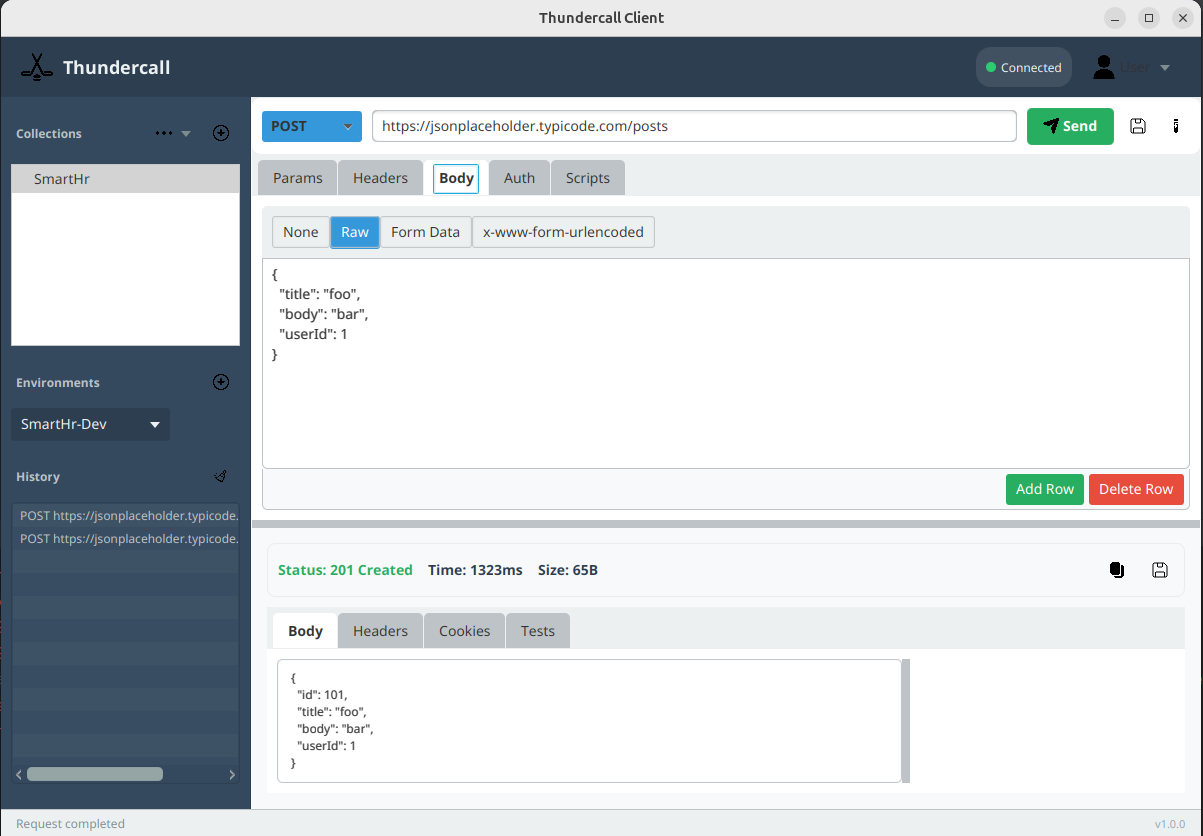 Thundercall Client
Thundercall
Connected
User
Collections
SmartHr
Environments
SmartHr-Dev
History
POST https://jsonplaceholder.typicode.
POST https://jsonplaceholder.typicode.
POST
https://jsonplaceholder.typicode.com/posts
Send
Params Headers Body Auth Scripts
None Raw Form Data x-www-form-urlencoded
{
"title": "foo",
"body": "bar",
"userId": 1
}
Add Row Delete Row
Status: 201 Created Time: 1323ms Size: 65B
Body Headers Cookies Tests
{
"id": 101,
"title": "foo",
"body": "bar",
"userId": 1
}
Request completed
v1.0.0